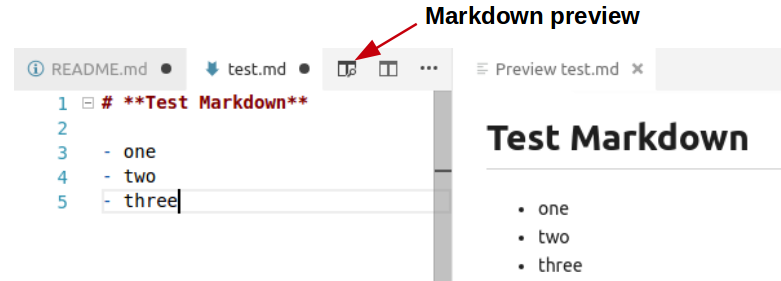 Markdown preview
README.md test.md ... Preview test.md ×
1 # **Test Markdown**
2
3 - one
4 - two
5 - three
Test Markdown
• one
• two
• three